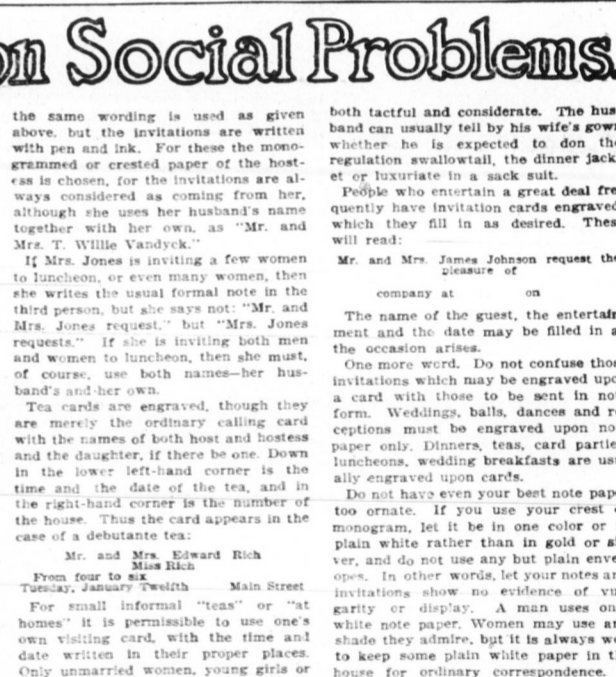 on Social Problems
the same wording is used as given
above, but the invitations are written
with pen and ink. For these the mono-
grammed or crested paper of the host-
ess is chosen, for the invitations are al-
ways considered as coming from her,
although she uses her husband's name
together with her own, as "Mr. and
Mrs. T. Willie Vandyck."
If Mrs. Jones is inviting a few women
to luncheon, or even many women, then
she writes the usual formal note in the
third person, but she says not: "Mr. and
Mrs. Jones request," but "Mrs. Jones
requests." If she is inviting both men
and women to luncheon, then she must,
of course, use both names—her hus-
band's and her own.
Tea cards are engraved, though they
are merely the ordinary calling card
with the names of both host and hostess
and the daughter, if there be one. Down
in the lower left-hand corner is the
time and the date of the tea, and in
the right-hand corner is the number of
the house. Thus the card appears in the
case of a debutante tea:
Mr. and Mrs. Edward Rich
Miss Rich
From four to six
Tuesday, January Twelfth Main Street
For small informal "teas" or "at
homes" it is permissible to use one's
own visiting card, with the time and
date written in their proper places.
Only unmarried women, young girls or
both tactful and considerate. The hus
band can usually tell by his wife's gown
whether he is expected to don the
regulation swallowtail, the dinner jack
et or luxuriate in a sack suit.
People who entertain a great deal fre
quently have invitation cards engraved
which they fill in as desired. Thes
will read:
Mr. and Mrs. James Johnson request the
pleasure of
company at on
The name of the guest, the entertain
ment and the date may be filled in a
the occasion arises.
One more word. Do not confuse thos
invitations which may be engraved upo
a card with those to be sent in no
form. Weddings, balls, dances and r
ceptions must be engraved upon no
paper only. Dinners, teas, card partie
luncheons, wedding breakfasts are usu
ally engraved upon cards.
Do not have even your best note pape
too ornate. If you use your crest
monogram, let it be in one color or
plain white rather than in gold or sil
ver, and do not use any but plain enve
opes. In other words, let your notes a
invitations show no evidence of vu
garity or display. A man uses on
white note paper. Women may use an
shade they admire, but it is always we
to keep some plain white paper in t
house for ordinary correspondence.